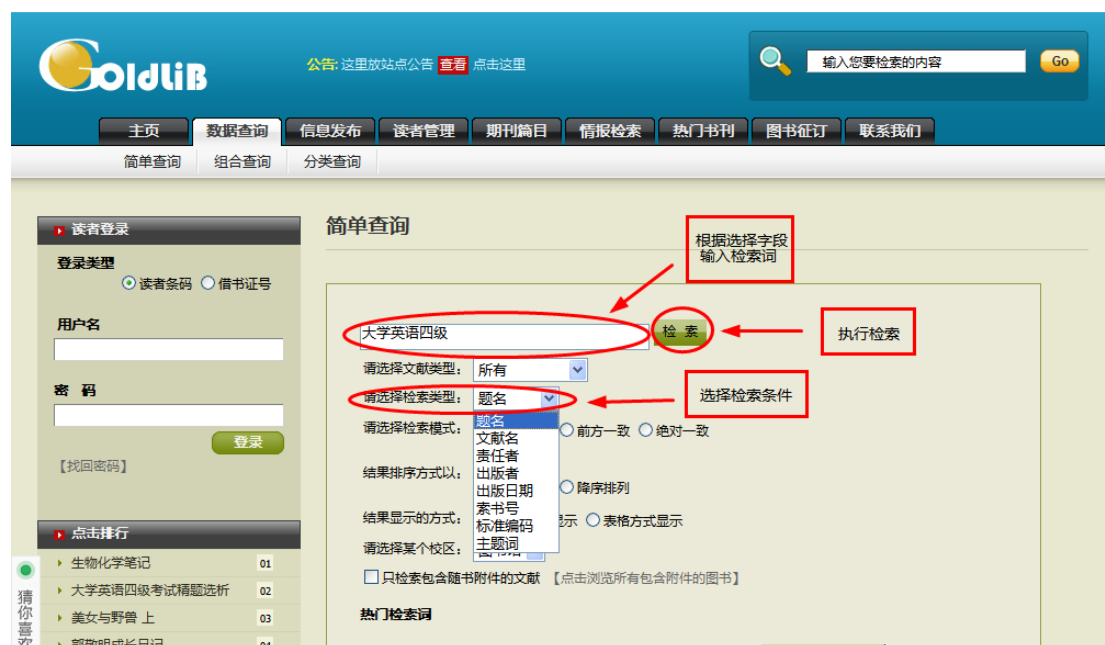 GoldLiB
公告: 这里放站点公告 查看 点击这里
输入您要检索的内容 Go
主页 数据查询 信息发布 读者管理 期刊篇目 情报检索 热门书刊 图书征订 联系我们
简单查询 组合查询 分类查询
读者登录
登录类型
读者条码 借书证号
用户名
密 码
登录
【找回密码】
点击排行
生物化学笔记 01
大学英语四级考试精题选析 02
美女与野兽 上 03
猜你喜欢
简单查询
根据选择字段
输入检索词
大学英语四级 检 索
执行检索
请选择文献类型： 所有
请选择检索类型： 题名
选择检索条件
请选择检索模式： 前方一致 绝对一致
结果排序方式以： 降序排列
结果显示的方式： 显示 表格方式显示
请选择某个校区：
题名
文献名
责任者
出版者
出版日期
索书号
标准编码
主题词
只检索包含随书附件的文献 【点击浏览所有包含附件的图书】
热门检索词